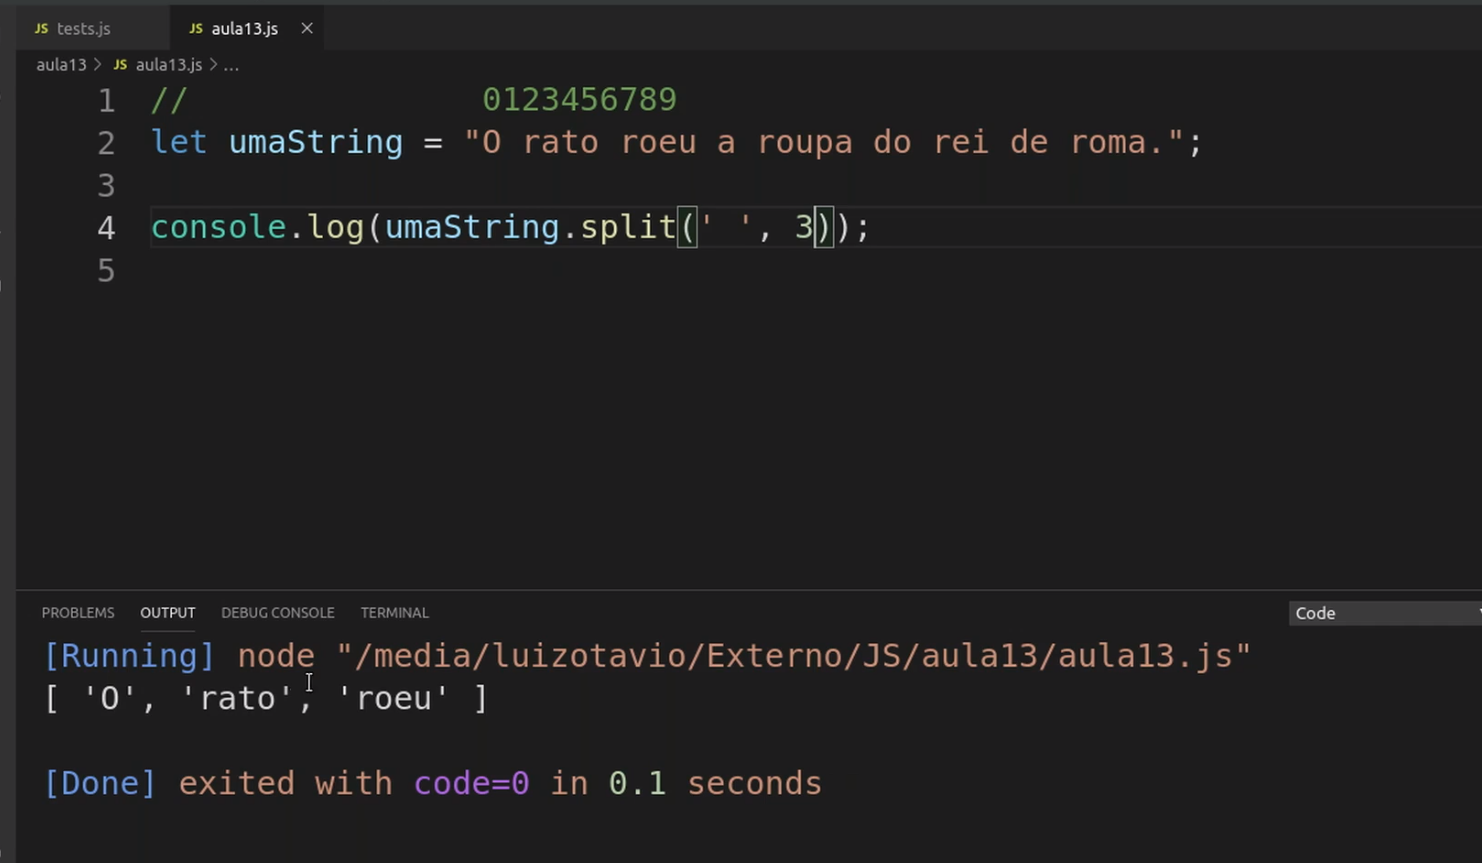 JS tests.js JS aula13.js ×
aula13 > JS aula13.js > ...
1 // 0123456789
2 let umaString = "O rato roeu a roupa do rei de roma.";
3
4 console.log(umaString.split(' ', 3));
5
PROBLEMS OUTPUT DEBUG CONSOLE TERMINAL Code
[Running] node "/media/luizotavio/Externo/JS/aula13/aula13.js"
[ 'O', 'rato', 'roeu' ]
[Done] exited with code=0 in 0.1 seconds